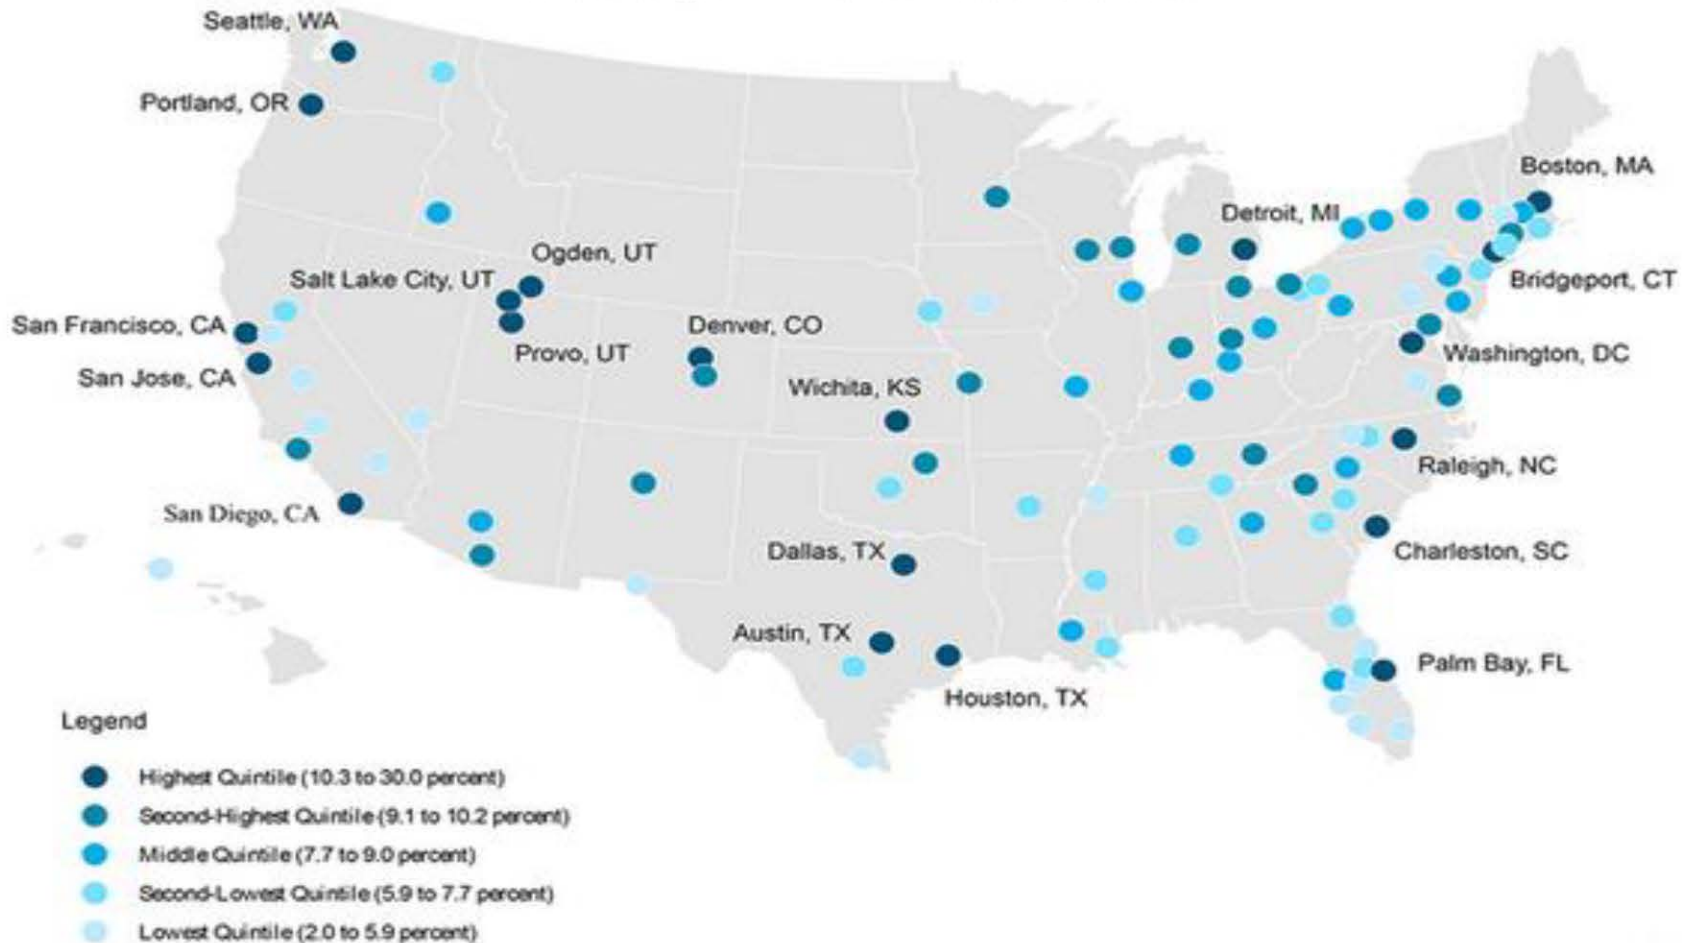 Seattle, WA
Portland, OR
Boston, MA
Detroit, MI
Ogden, UT
Salt Lake City, UT
Bridgeport, CT
San Francisco, CA
Denver, CO
Provo, UT
Washington, DC
San Jose, CA
Wichita, KS
Raleigh, NC
San Diego, CA
Dallas, TX
Charleston, SC
Austin, TX
Palm Bay, FL
Houston, TX
Legend
Highest Quintile (10.3 to 30.0 percent)
Second-Highest Quintile (9.1 to 10.2 percent)
Middle Quintile (7.7 to 9.0 percent)
Second-Lowest Quintile (5.9 to 7.7 percent)
Lowest Quintile (2.0 to 5.9 percent)